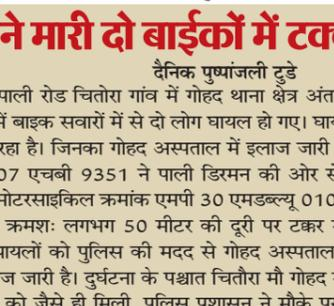 ने मारी दो बाईकों में टक्
दैनिक पुष्पांजली टुडे
पाली रोड चितोरा गांव में गोहद थाना क्षेत्र अंत
में बाइक सवारों में से दो लोग घायल हो गए। घाय
रहा है। जिनका गोहद अस्पताल में इलाज जारी
07 एचबी 9351 ने पाली डिरमन की ओर से
मोटरसाइकिल क्रमांक एमपी 30 एमडब्ल्यू 010
क्रमशः लगभग 50 मीटर की दूरी पर टक्कर
घायलों को पुलिस की मदद से गोहद अस्पताल
ज जारी है। दुर्घटना के पश्चात चितौरा मौ गोहद
को जैसे ही मिली, पुलिस प्रशासन ने मौके